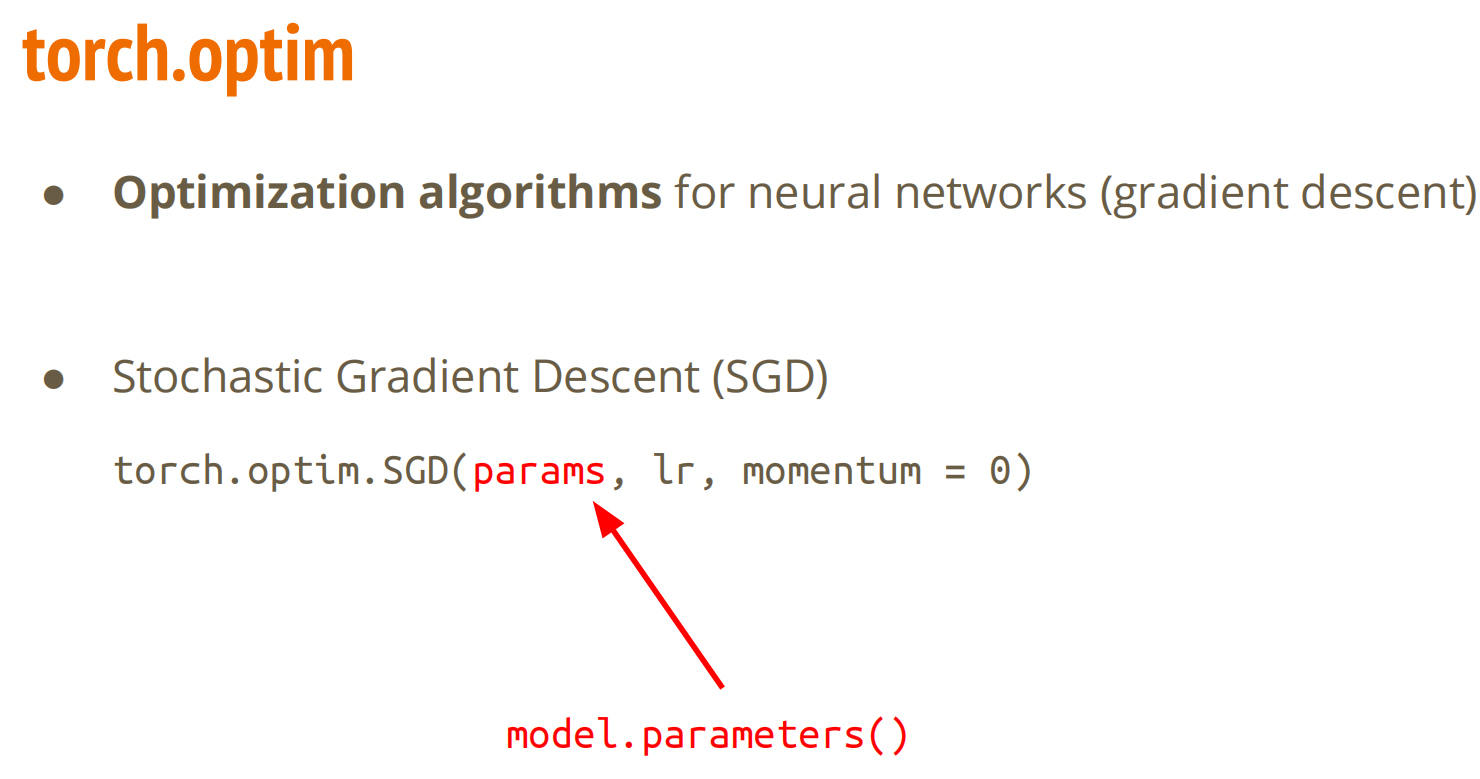 torch.optim
● Optimization algorithms for neural networks (gradient descent)
● Stochastic Gradient Descent (SGD)
torch.optim.SGD(params, lr, momentum = 0)
model.parameters()